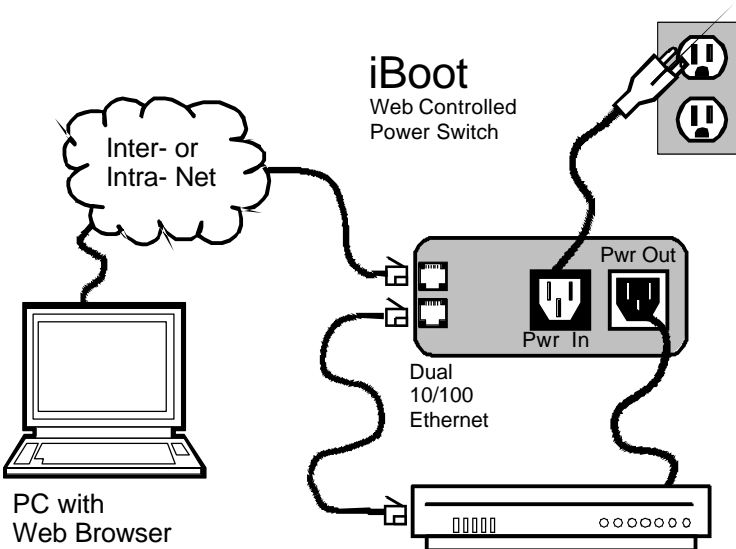 iBoot
Web Controlled
Power Switch
Inter- or
Intra- Net
Pwr Out
Pwr In
Dual
10/100
Ethernet
PC with
Web Browser